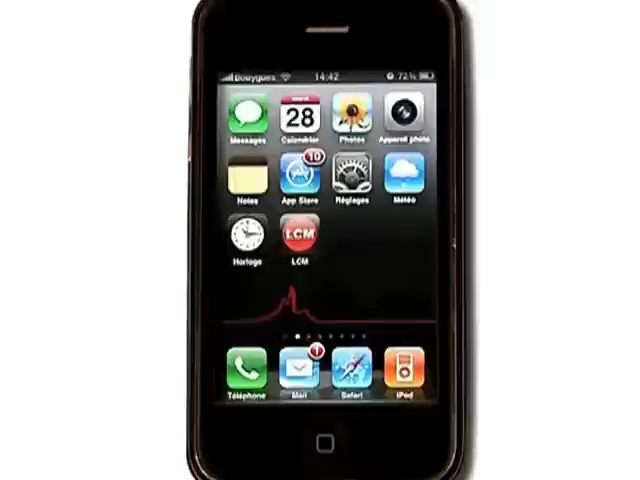 Bouygues 14:42 72 %
28
Messages Calendrier Photos Appareil photo
10
Notes App Store Réglages Météo
LCM
Horloge LCM
1
Téléphone Mail Safari iPod